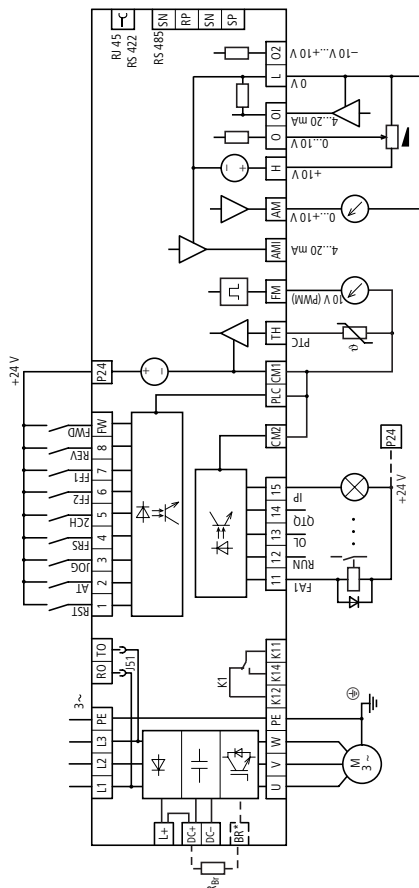 3 ~
L1 L2 L3 PE
RO TO
J51
RST AT JOG FRS 2CH FF2 FF1 REV FWD
1 2 3 4 5 6 7 8 FW
+24 V
P24
+ −
RJ 45
RS 422
RS 485
SN RP SN SP
L+
DC+
DC−
BR*
RBr
U V W PE
M
3 ~
K1
K12 K14 K11
11 12 13 14 15
FA1 RUN OL QTQ IP
P24
+24 V
CM2
PLC CM1
TH
PTC
ϑ
FM
10 V (PWM)
AMI
4...20 mA
AM
0...+10 V
+ −
H
+10 V
O
0...10 V
OI
4...20 mA
L
0 V
O2
−10 V...+10 V